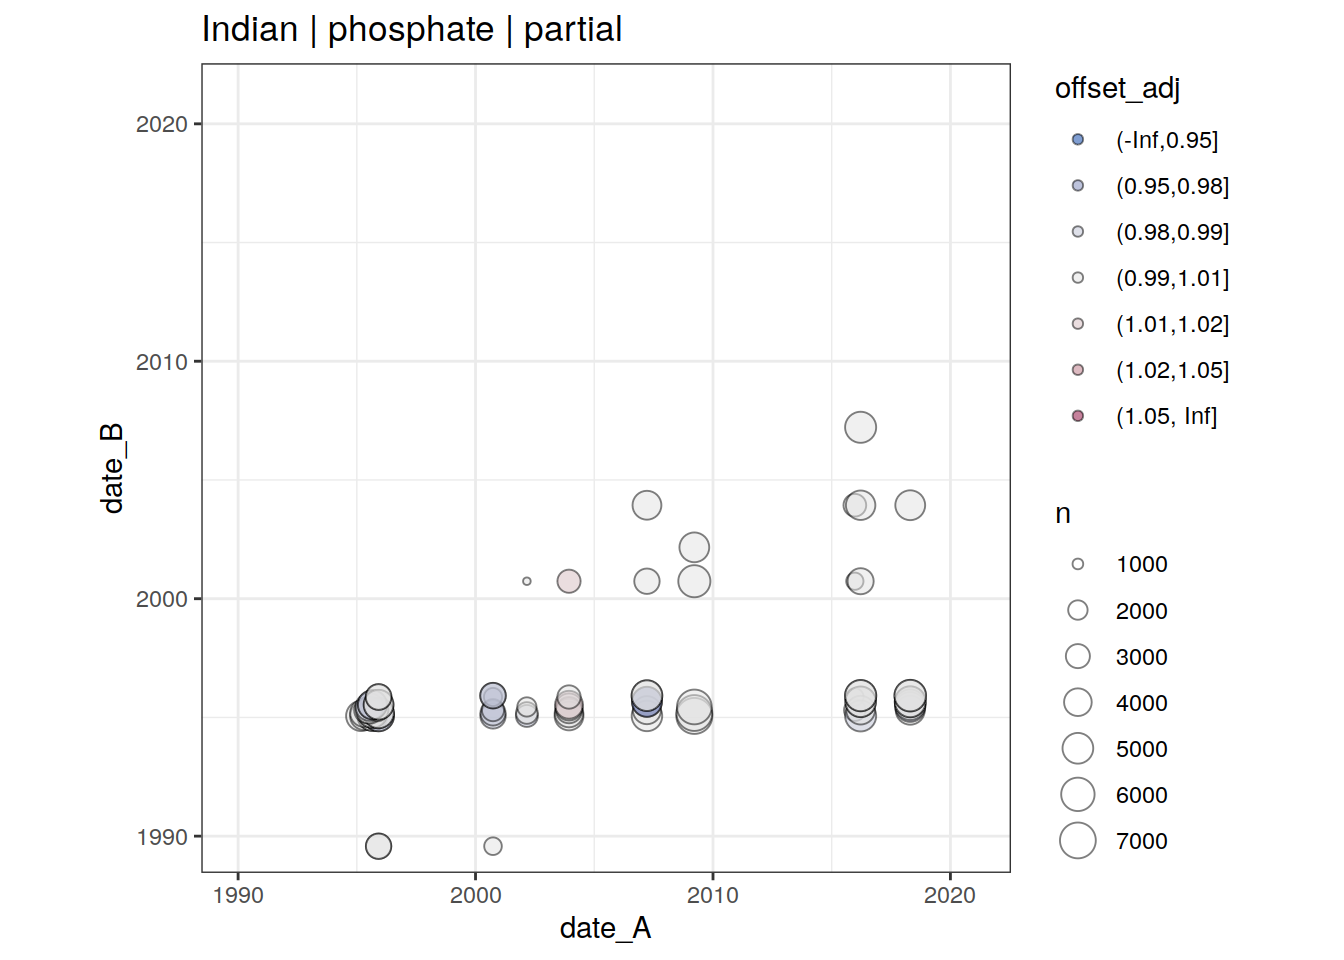 Indian | phosphate | partial
2020
2010
2000
1990
date_B
1990
2000
2010
2020
date_A
offset_adj
(-Inf,0.95]
(0.95,0.98]
(0.98,0.99]
(0.99,1.01]
(1.01,1.02]
(1.02,1.05]
(1.05, Inf]
n
1000
2000
3000
4000
5000
6000
7000